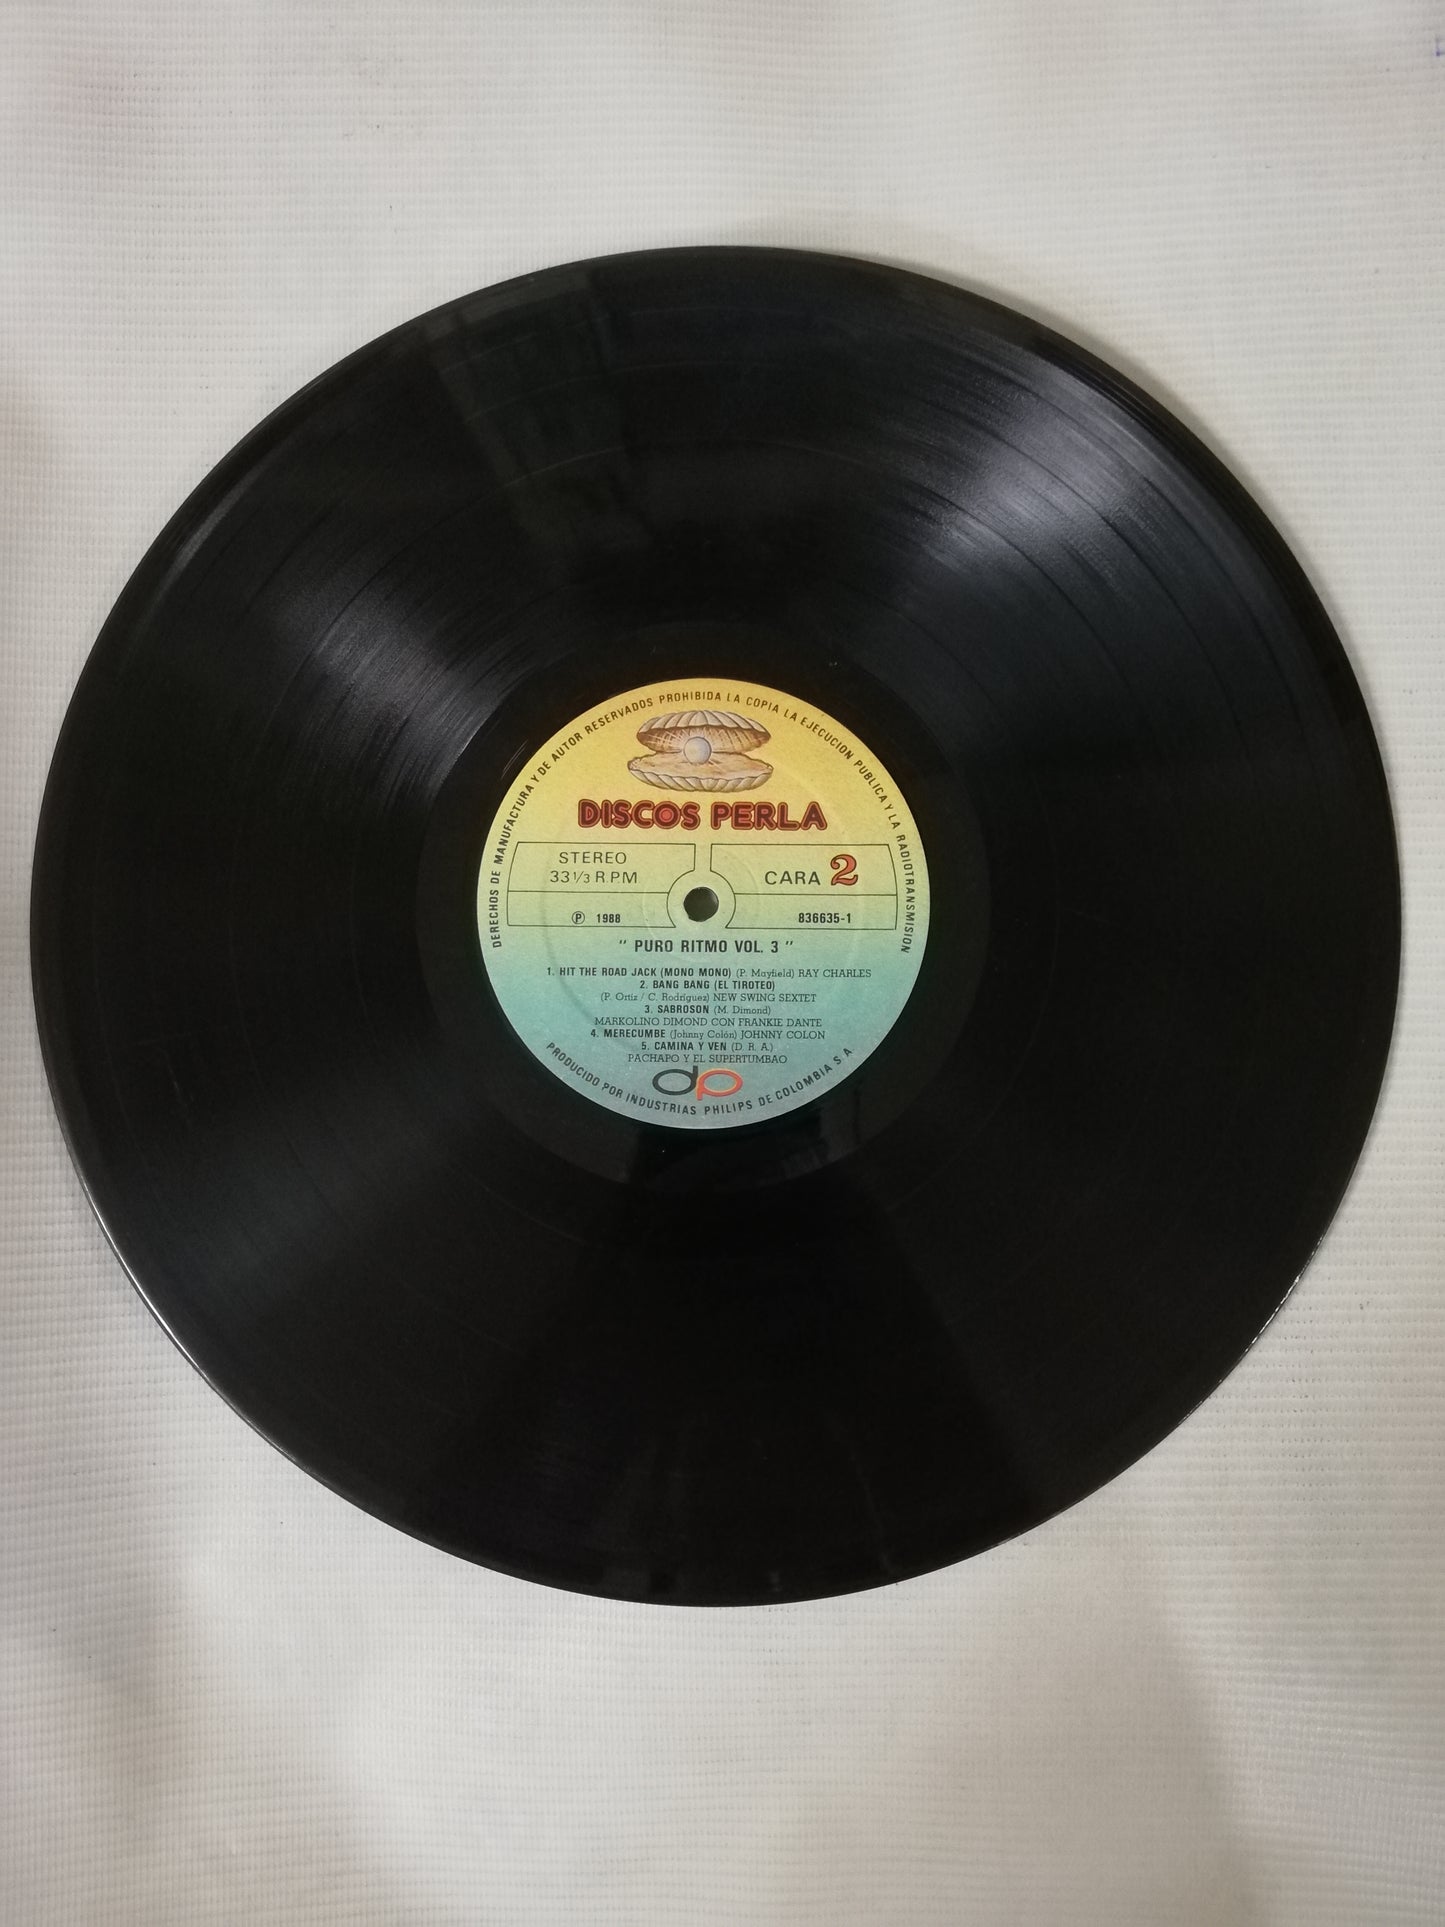 DERECHOS DE MANUFACTURA Y DE AUTOR RESERVADOS PROHIBIDA LA COPIA LA EJECUCION PUBLICA Y LA RADIOTRANSMISION
DISCOS PERLA
STEREO
33 1/3 R.P.M
CARA 2
Ⓟ 1988
836635-1
" PURO RITMO VOL. 3 "
1. HIT THE ROAD JACK (MONO MONO) (P. Mayfield) RAY CHARLES
2. BANG BANG (EL TIROTEO)
(P. Ortiz / C. Rodríguez) NEW SWING SEXTET
3. SABROSON (M. Dimond)
MARKOLINO DIMOND CON FRANKIE DANTE
4. MERECUMBE (Johnny Colón) JOHNNY COLON
5. CAMINA Y VEN (D. R. A.)
PACHAPO Y EL SUPERTUMBAO
dp
PRODUCIDO POR INDUSTRIAS PHILIPS DE COLOMBIA S.A.